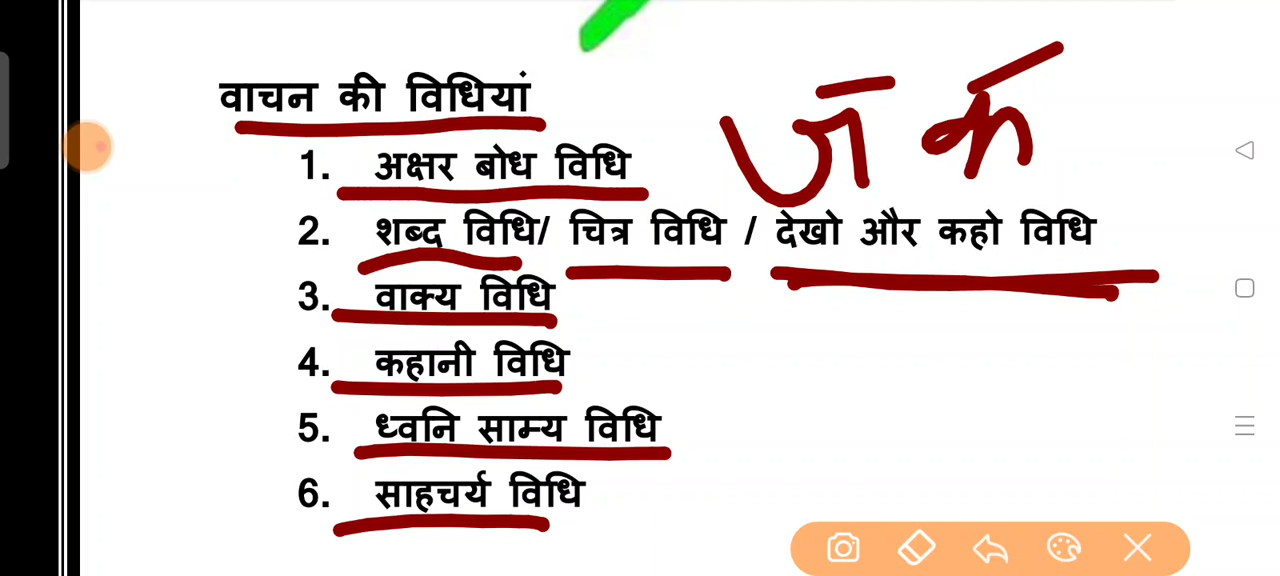 वाचन की विधियां
ज क
1. अक्षर बोध विधि
2. शब्द विधि/ चित्र विधि / देखो और कहो विधि
3. वाक्य विधि
4. कहानी विधि
5. ध्वनि साम्य विधि
6. साहचर्य विधि